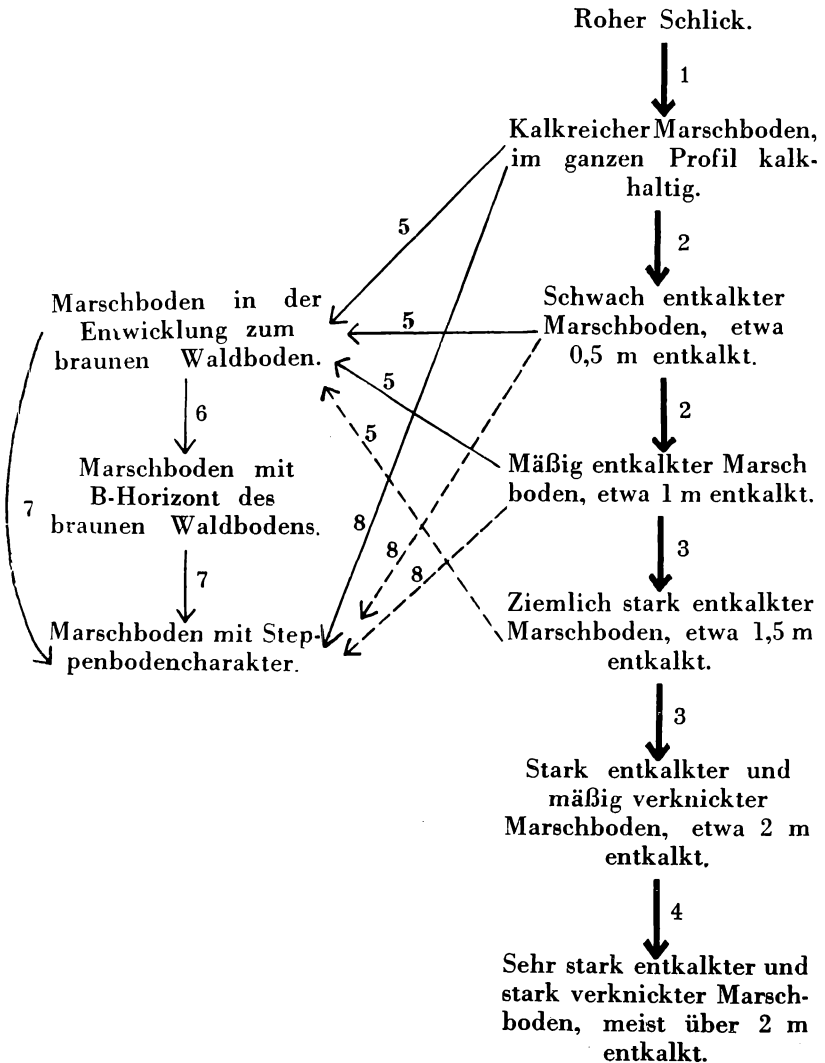 Roher Schlick.
1
Kalkreicher Marschboden,
im ganzen Profil kalk-
haltig.
5
2
Marschboden in der
Entwicklung zum
braunen Waldboden.
5
Schwach entkalkter
Marschboden, etwa
0,5 m entkalkt.
6
5
5
2
Marschboden mit
B-Horizont des
braunen Waldbodens.
Mäßig entkalkter Marsch
boden, etwa 1 m entkalkt.
7
8
8
8
3
7
Marschboden mit Step-
penbodencharakter.
Ziemlich stark entkalkter
Marschboden, etwa 1,5 m
entkalkt.
3
Stark entkalkter und
mäßig verknickter
Marschboden, etwa 2 m
entkalkt.
4
Sehr stark entkalkter und
stark verknickter Marsch-
boden, meist über 2 m
entkalkt.